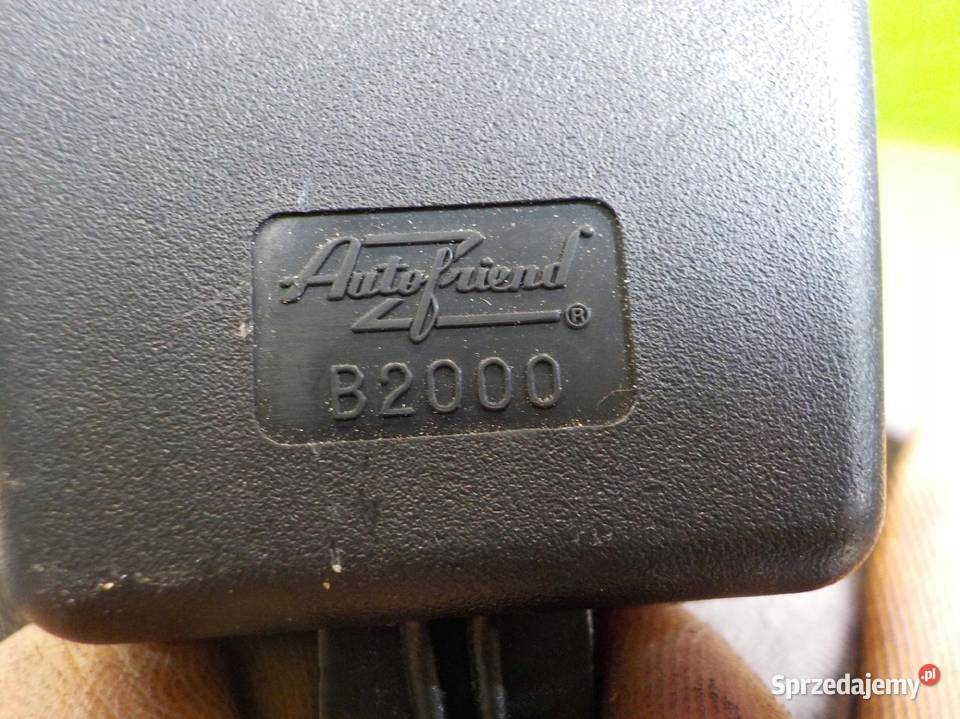 Autofriend ®
B2000
Sprzedajemy.pl